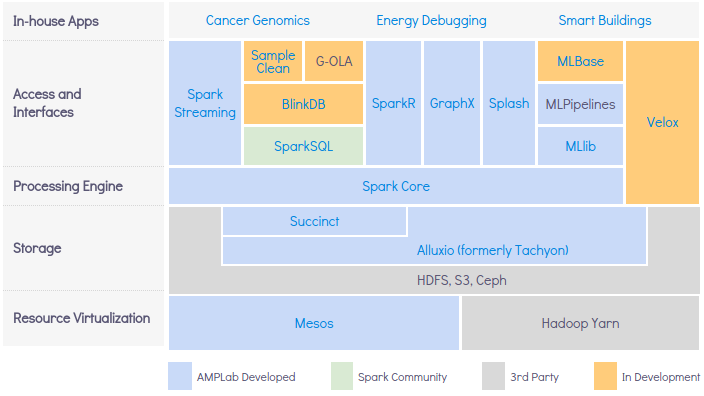 In-house Apps
Cancer Genomics
Energy Debugging
Smart Buildings
Access and
Interfaces
Spark
Streaming
Sample
Clean
G-OLA
BlinkDB
SparkSQL
SparkR
GraphX
Splash
MLBase
MLPipelines
MLlib
Velox
Processing Engine
Spark Core
Storage
Succinct
Alluxio (formerly Tachyon)
HDFS, S3, Ceph
Resource Virtualization
Mesos
Hadoop Yarn
AMPLab Developed
Spark Community
3rd Party
In Development